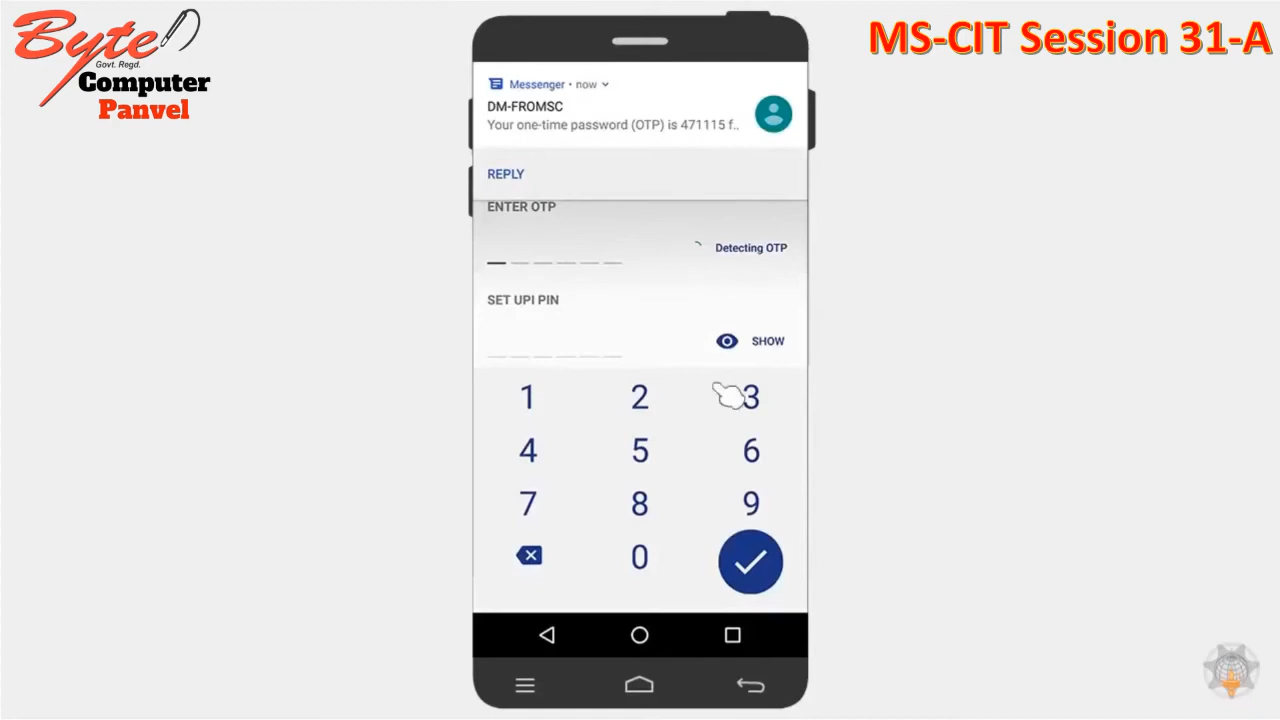 Byte
Govt. Regd.
Computer
Panvel
MS-CIT Session 31-A
Messenger • now
DM-FROMSC
Your one-time password (OTP) is 471115 f..
REPLY
ENTER OTP
Detecting OTP
SET UPI PIN
SHOW
1 2 3
4 5 6
7 8 9
0